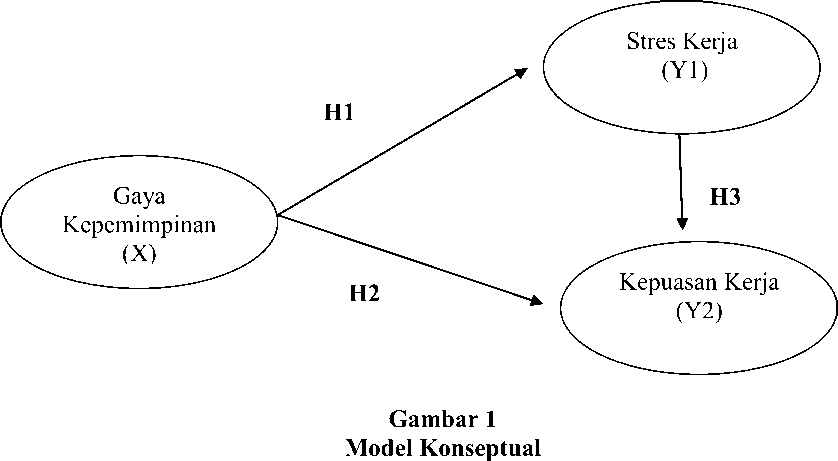 Stres Kerja
(Y1)
H1
Gaya
Kepemimpinan
(X)
H3
H2
Kepuasan Kerja
(Y2)
Gambar 1
Model Konseptual